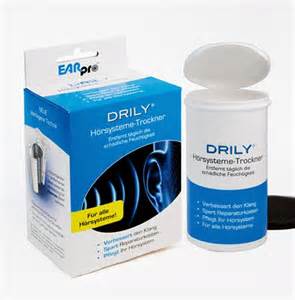 EARpro
DRILY®
Hörsysteme-Trockner
Entfernt täglich die
schädliche Feuchtigkeit
Für alle
Hörsysteme!
Verbessert den Klang
Spart Reparaturkosten
Pflegt Ihr Hörsystem
DRILY®
Hörsysteme-Trockner
Entfernt täglich die
schädliche Feuchtigkeit
Verbessert den Klang
Spart Reparaturkosten
Pflegt Ihr Hörsystem
Für alle Hörsysteme